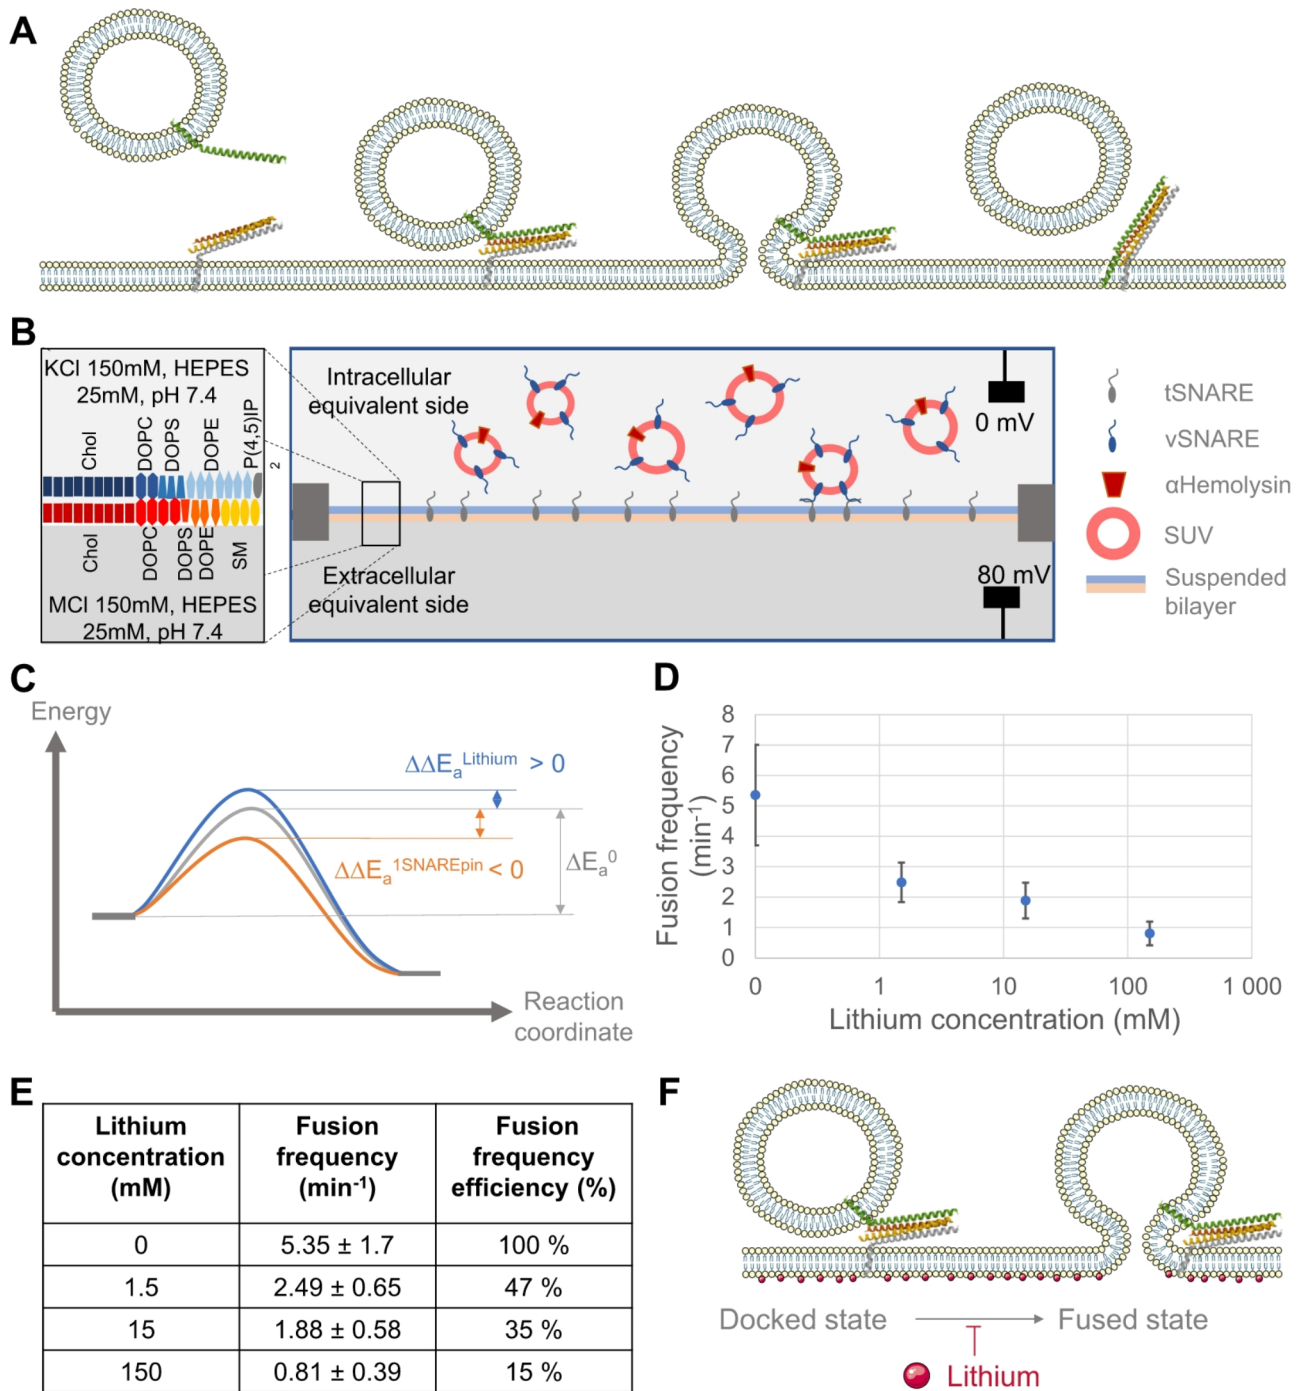 A
B
KCl 150mM, HEPES
25mM, pH 7.4
Chol
DOPC
DOPS
DOPE
P(4,5)IP
2
Chol
DOPC
DOPS
DOPE
SM
MCl 150mM, HEPES
25mM, pH 7.4
Intracellular
equivalent side
0 mV
Extracellular
equivalent side
80 mV
tSNARE
vSNARE
αHemolysin
SUV
Suspended
bilayer
C
Energy
ΔΔEₐᴸⁱᵗʰⁱᵘᵐ > 0
ΔΔEₐ¹ˢᴺᴬᴿᴱᵖⁱⁿ < 0
ΔEₐ⁰
Reaction
coordinate
D
Fusion frequency
(min⁻¹)
8
7
6
5
4
3
2
1
0
0 1 10 100 1 000
Lithium concentration (mM)
E
Lithium concentration (mM) Fusion frequency (min⁻¹) Fusion frequency efficiency (%)
0 5.35 ± 1.7 100 %
1.5 2.49 ± 0.65 47 %
15 1.88 ± 0.58 35 %
150 0.81 ± 0.39 15 %
F
Docked state Fused state
Lithium